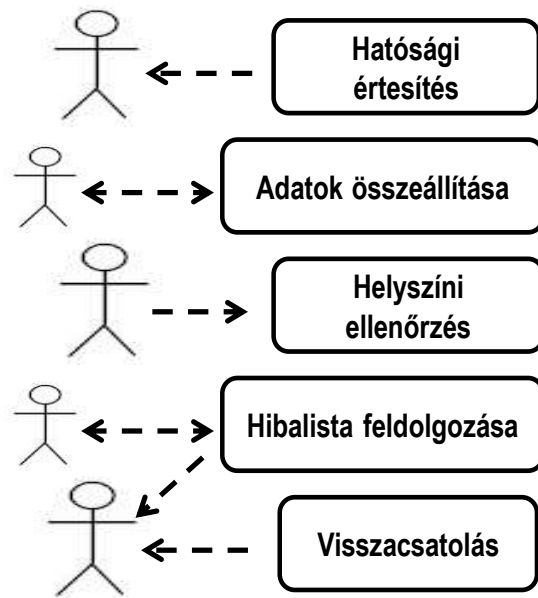 Hatósági
értesítés
Adatok összeállítása
Helyszíni
ellenőrzés
Hibalista feldolgozása
Visszacsatolás